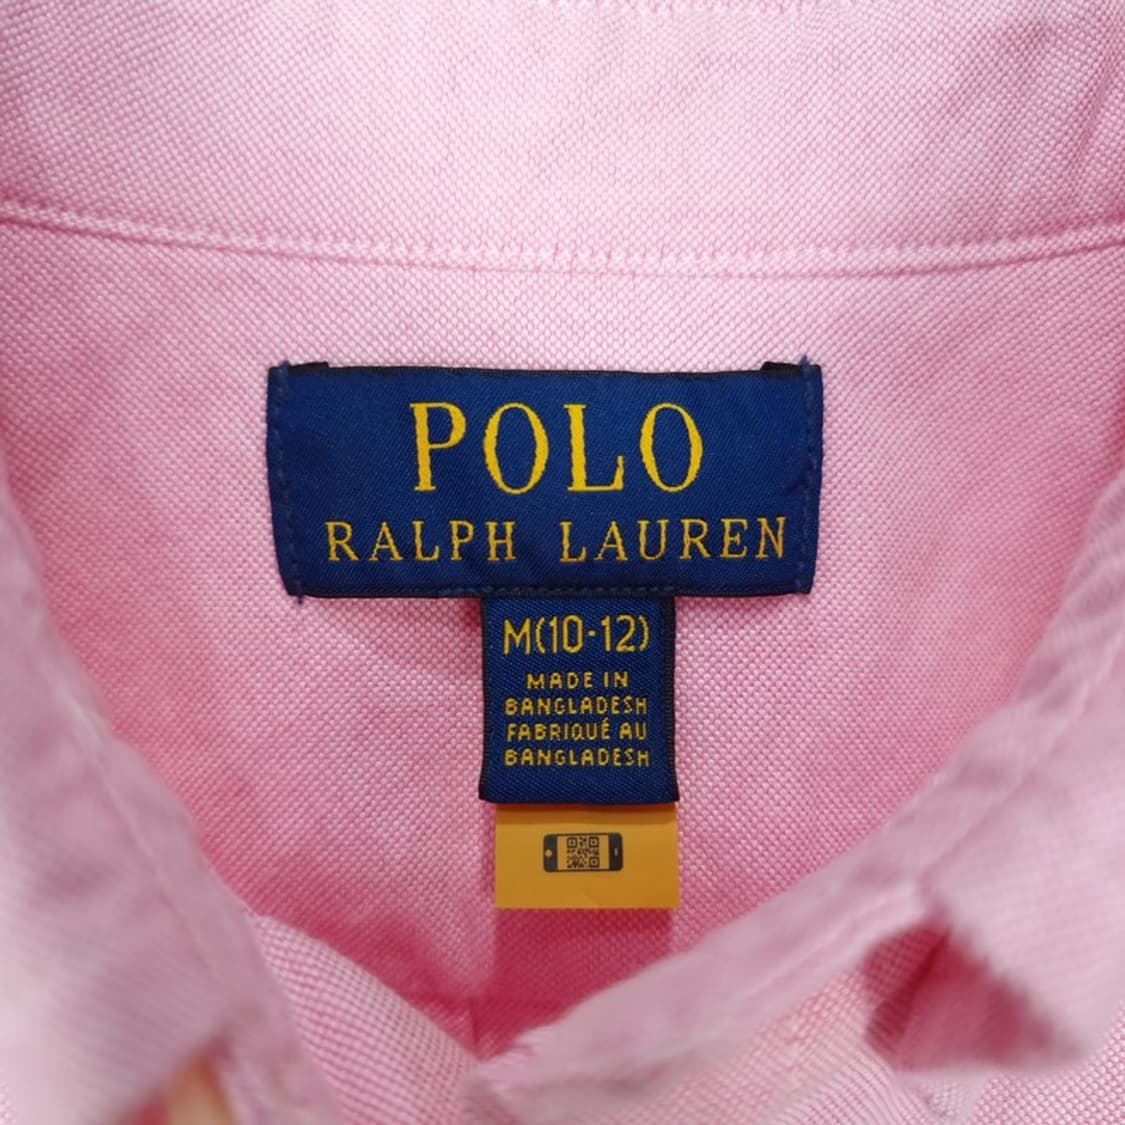 POLO
RALPH LAUREN
M(10-12)
MADE IN
BANGLADESH
FABRIQUÉ AU
BANGLADESH